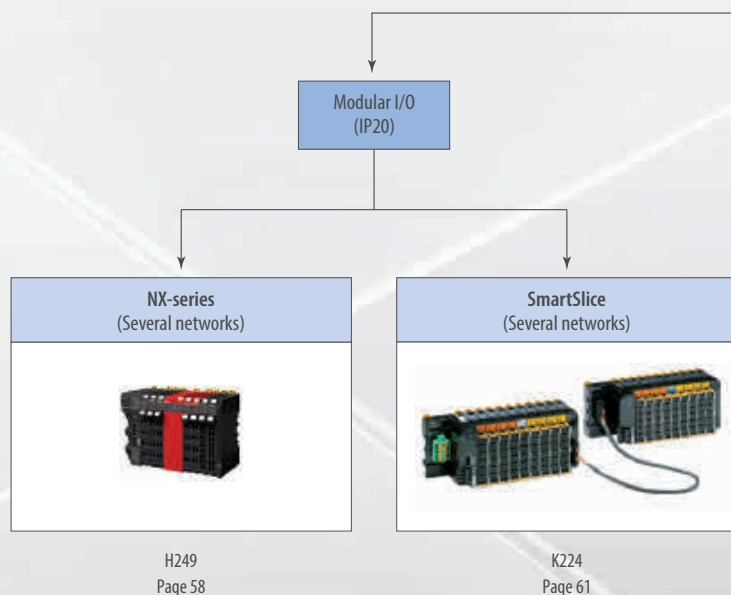 Modular I/O
(IP20)
NX-series
(Several networks)
SmartSlice
(Several networks)
H249
Page 58
K224
Page 61